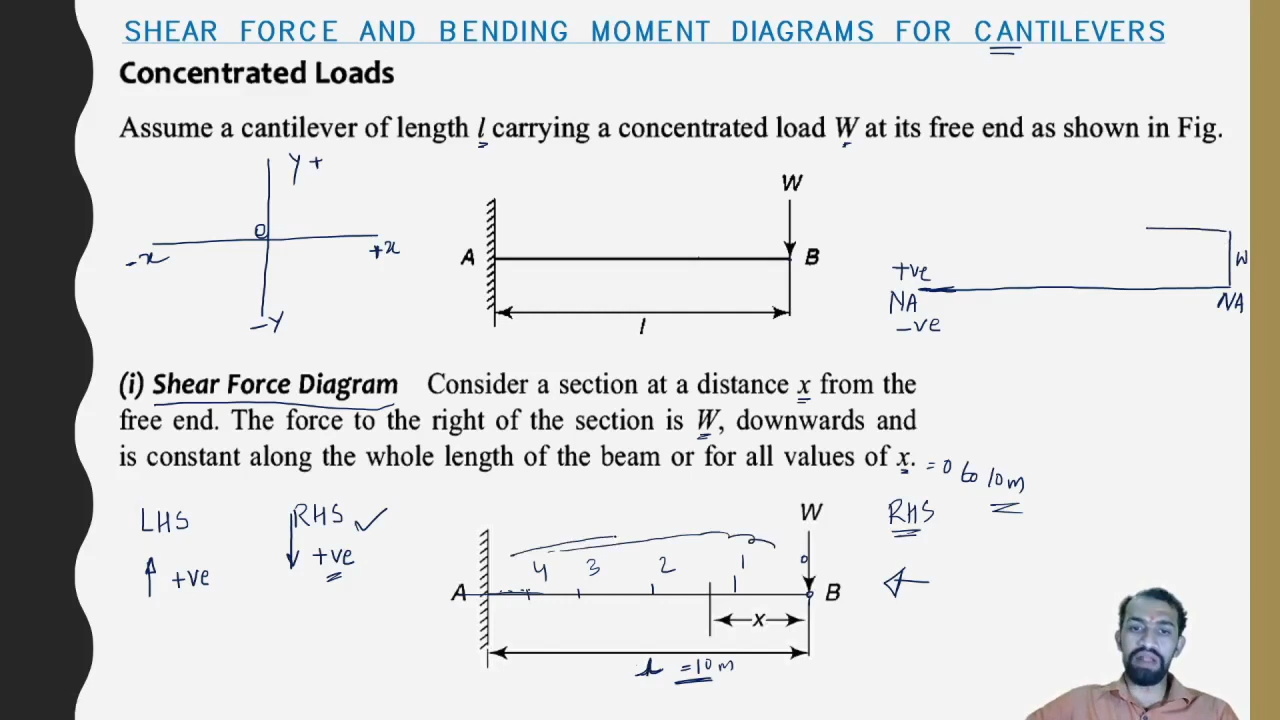 SHEAR FORCE AND BENDING MOMENT DIAGRAMS FOR CANTILEVERS
Concentrated Loads
Assume a cantilever of length l carrying a concentrated load W at its free end as shown in Fig.
Y +
O
-x
+x
-Y
W
A
B
l
+ve
NA
-ve
W
NA
(i) Shear Force Diagram Consider a section at a distance x from the
free end. The force to the right of the section is W, downwards and
is constant along the whole length of the beam or for all values of x. = 0 to 10m
LHS
+ve
RHS ✓
+ve
W
4 3 2 1 0
A
B
x
l = 10m
RHS